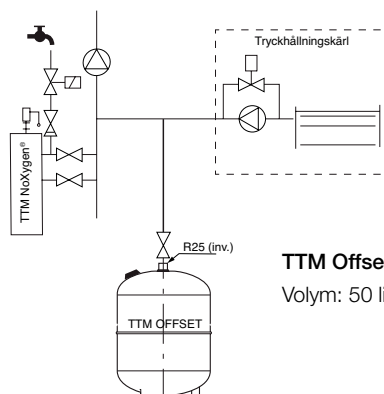 Tryckhållningskärl
TTM NoXygen®
R25 (inv.)
TTM OFFSET
TTM Offse
Volym: 50 li